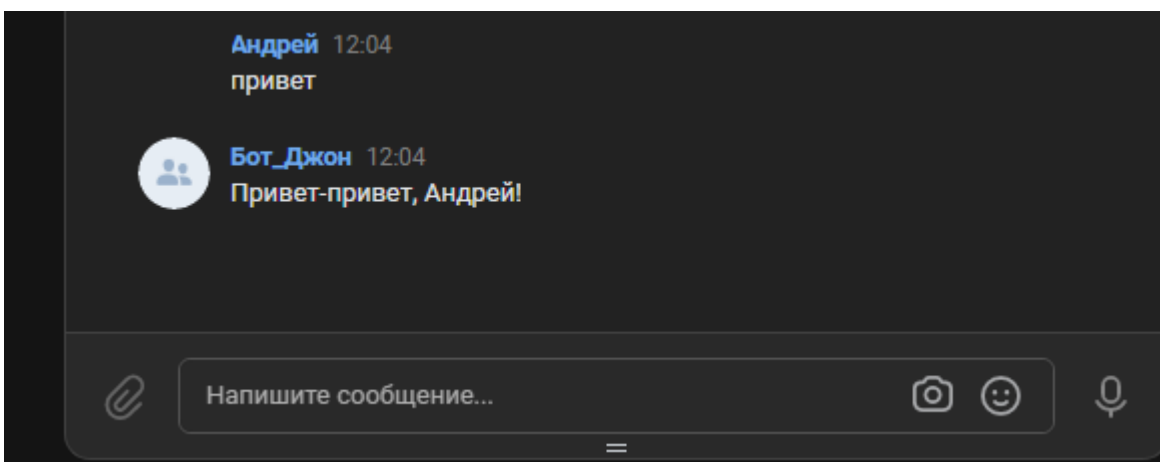 Андрей 12:04
привет
Бот_Джон 12:04
Привет-привет, Андрей!
Напишите сообщение...